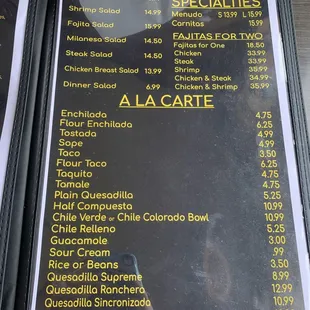 SPECIALTIES
Shrimp Salad 14.99
Menudo S 13.99 L 15.99
Fajita Salad 15.99
Carnitas 15.99
Milanesa Salad 14.50
FAJITAS FOR TWO
Fajitas for One 18.50
Steak Salad 14.50
Chicken 33.99
Steak 33.99
Chicken Breast Salad 13.99
Shrimp 35.99
Chicken & Steak 34.99
Dinner Salad 6.99
Chicken & Shrimp 35.99
A LA CARTE
Enchilada 4.75
Flour Enchilada 6.25
Tostada 4.99
Sope 4.99
Taco 3.50
Flour Taco 6.25
Taquito 4.75
Tamale 4.75
Plain Quesadilla 5.25
Half Compuesta 10.99
Chile Verde or Chile Colorado Bowl 10.99
Chile Relleno 5.25
Guacamole 3.00
Sour Cream .99
Rice or Beans 3.50
Quesadilla Supreme 8.99
Quesadilla Ranchera 12.99
Quesadilla Sincronizada 10.99